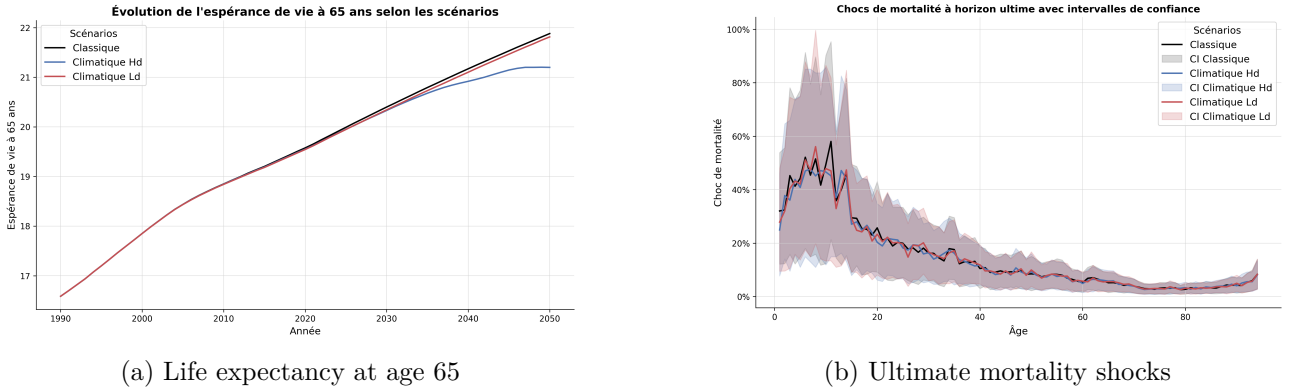 Évolution de l'espérance de vie à 65 ans selon les scénarios
Scénarios
Classique
Climatique Hd
Climatique Ld
22
21
20
19
18
17
Espérance de vie à 65 ans
1990 2000 2010 2020 2030 2040 2050
Année
(a) Life expectancy at age 65
Chocs de mortalité à horizon ultime avec intervalles de confiance
Scénarios
Classique
CI Classique
Climatique Hd
CI Climatique Hd
Climatique Ld
CI Climatique Ld
100%
80%
60%
40%
20%
0%
Choc de mortalité
0 20 40 60 80
Âge
(b) Ultimate mortality shocks